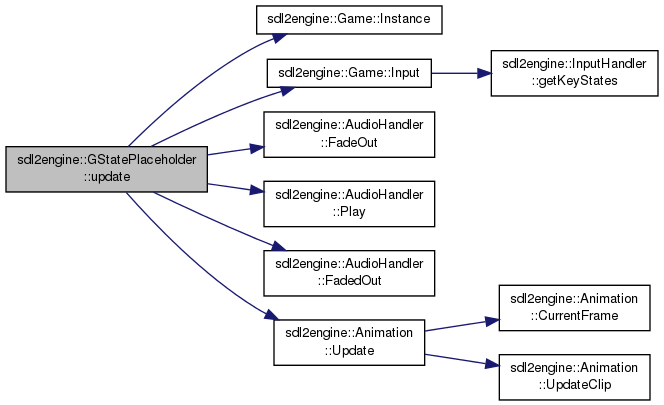 sdl2engine::GStatePlaceholder
::update
sdl2engine::Game::Instance
sdl2engine::Game::Input
sdl2engine::InputHandler
::getKeyStates
sdl2engine::AudioHandler
::FadeOut
sdl2engine::AudioHandler
::Play
sdl2engine::AudioHandler
::FadedOut
sdl2engine::Animation
::Update
sdl2engine::Animation
::CurrentFrame
sdl2engine::Animation
::UpdateClip